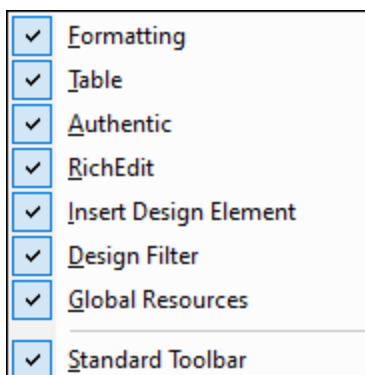 Formatting
Table
Authentic
RichEdit
Insert Design Element
Design Filter
Global Resources
Standard Toolbar